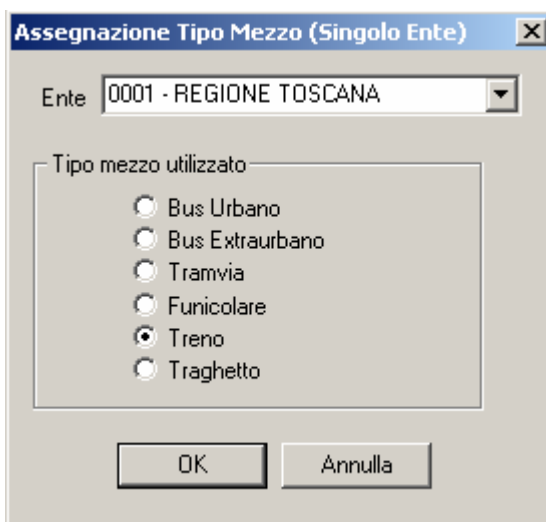 Assegnazione Tipo Mezzo (Singolo Ente)
Ente 0001 - REGIONE TOSCANA
Tipo mezzo utilizzato
Bus Urbano
Bus Extraurbano
Tramvia
Funicolare
Treno
Traghetto
OK Annulla